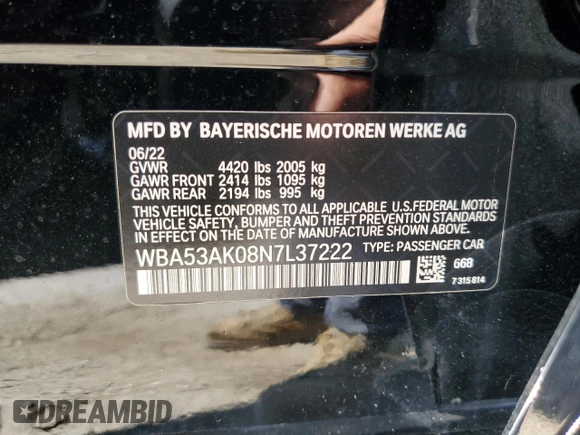 MFD BY BAYERISCHE MOTOREN WERKE AG
06/22
GVWR 4420 lbs 2005 kg
GAWR FRONT 2414 lbs 1095 kg
GAWR REAR 2194 lbs 995 kg
THIS VEHICLE CONFORMS TO ALL APPLICABLE U.S.FEDERAL MOTOR
VEHICLE SAFETY, BUMPER AND THEFT PREVENTION STANDARDS
IN EFFECT ON THE DATE OF MANUFACTURE SHOWN ABOVE.
WBA53AK08N7L37222 TYPE: PASSENGER CAR
668
7315814
DREAMBID